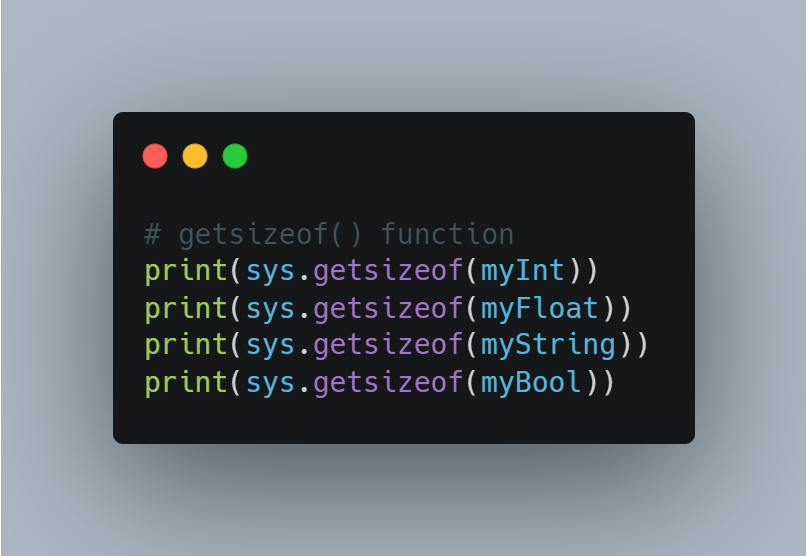 # getsizeof() function
print(sys.getsizeof(myInt))
print(sys.getsizeof(myFloat))
print(sys.getsizeof(myString))
print(sys.getsizeof(myBool))